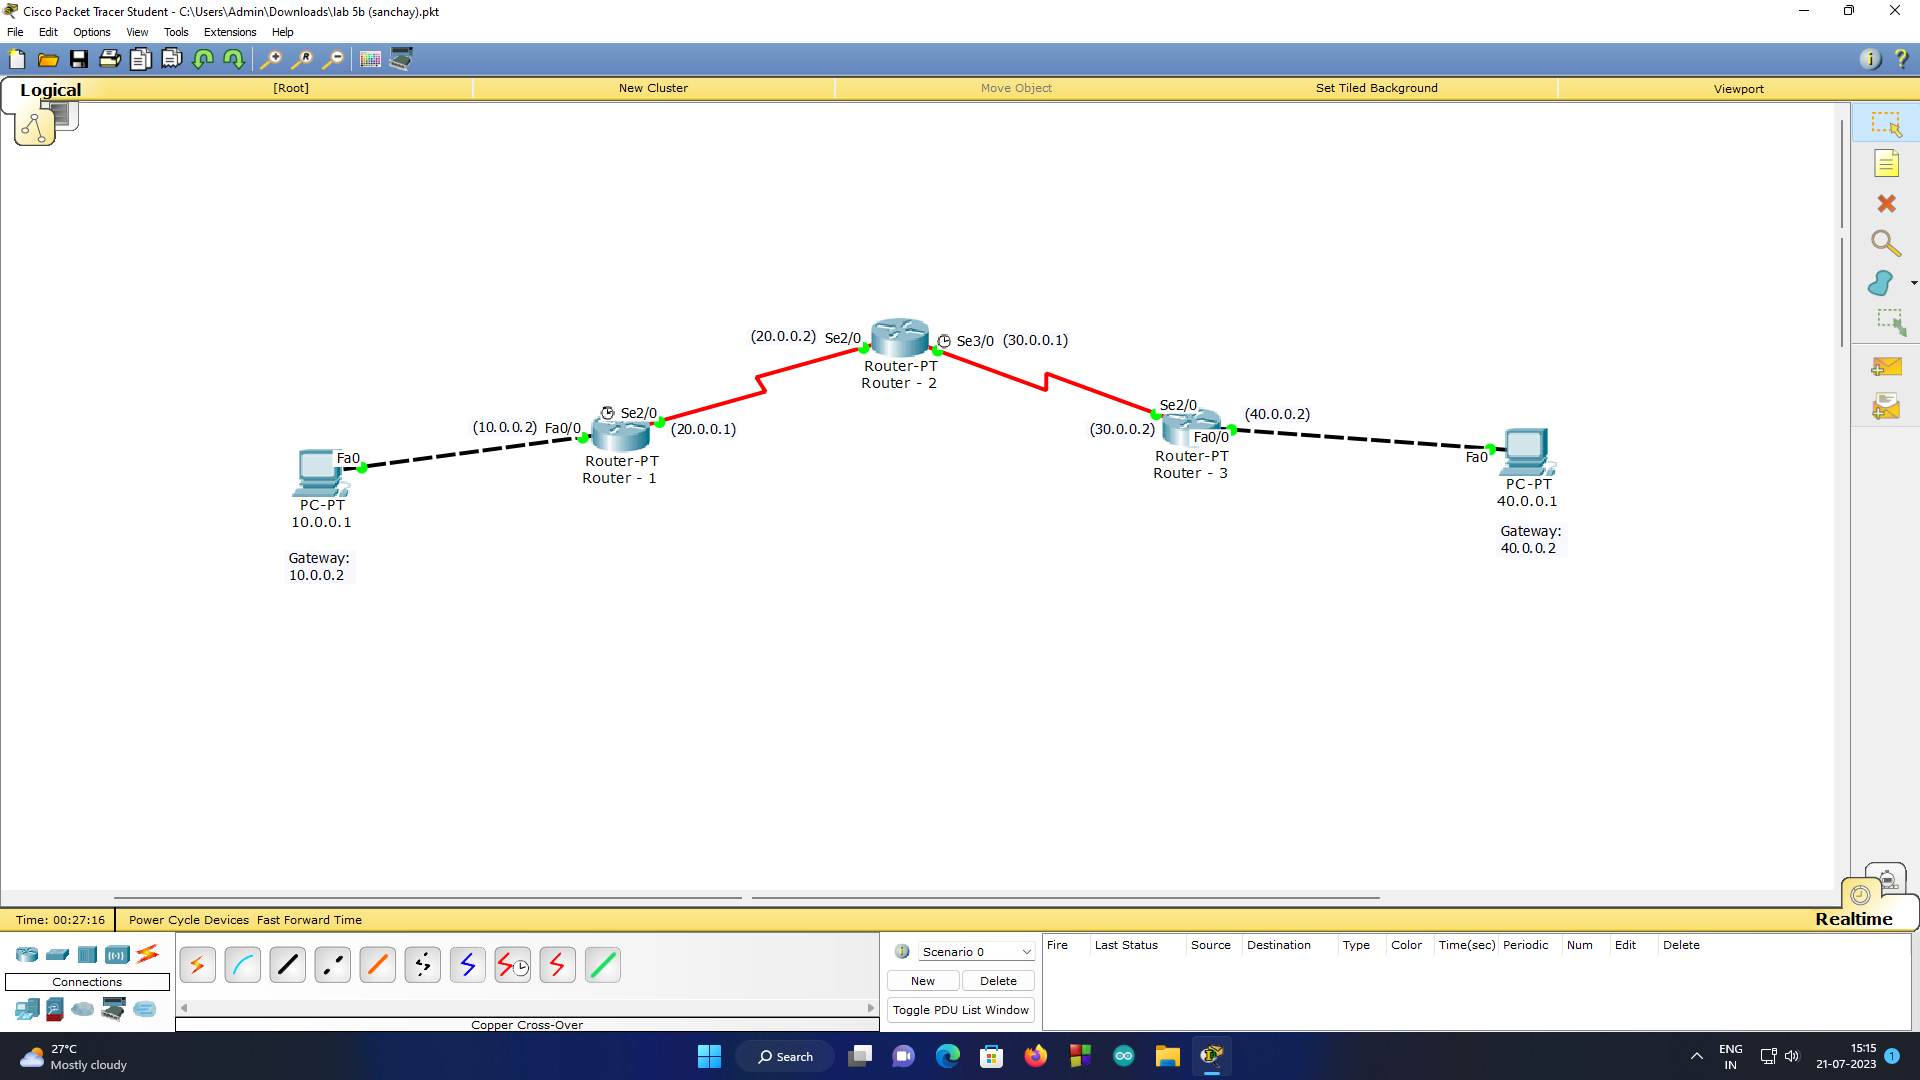 Cisco Packet Tracer Student - C:\Users\Admin\Downloads\lab 5b (sanchay).pkt
File Edit Options View Tools Extensions Help
Logical [Root] New Cluster Move Object Set Tiled Background Viewport
(20.0.0.2) Se2/0 Se3/0 (30.0.0.1)
Router-PT
Router - 2
(10.0.0.2) Fa0/0 Se2/0 (20.0.0.1)
Router-PT
Router - 1
Se2/0 (40.0.0.2)
(30.0.0.2) Fa0/0
Router-PT
Router - 3
Fa0
PC-PT
10.0.0.1
Gateway:
10.0.0.2
Fa0
PC-PT
40.0.0.1
Gateway:
40.0.0.2
Time: 00:27:16 Power Cycle Devices Fast Forward Time Realtime
Connections
Copper Cross-Over
Scenario 0
New Delete
Toggle PDU List Window
Fire Last Status Source Destination Type Color Time(sec) Periodic Num Edit Delete
27°C
Mostly cloudy
Search
ENG
IN
15:15
21-07-2023
1